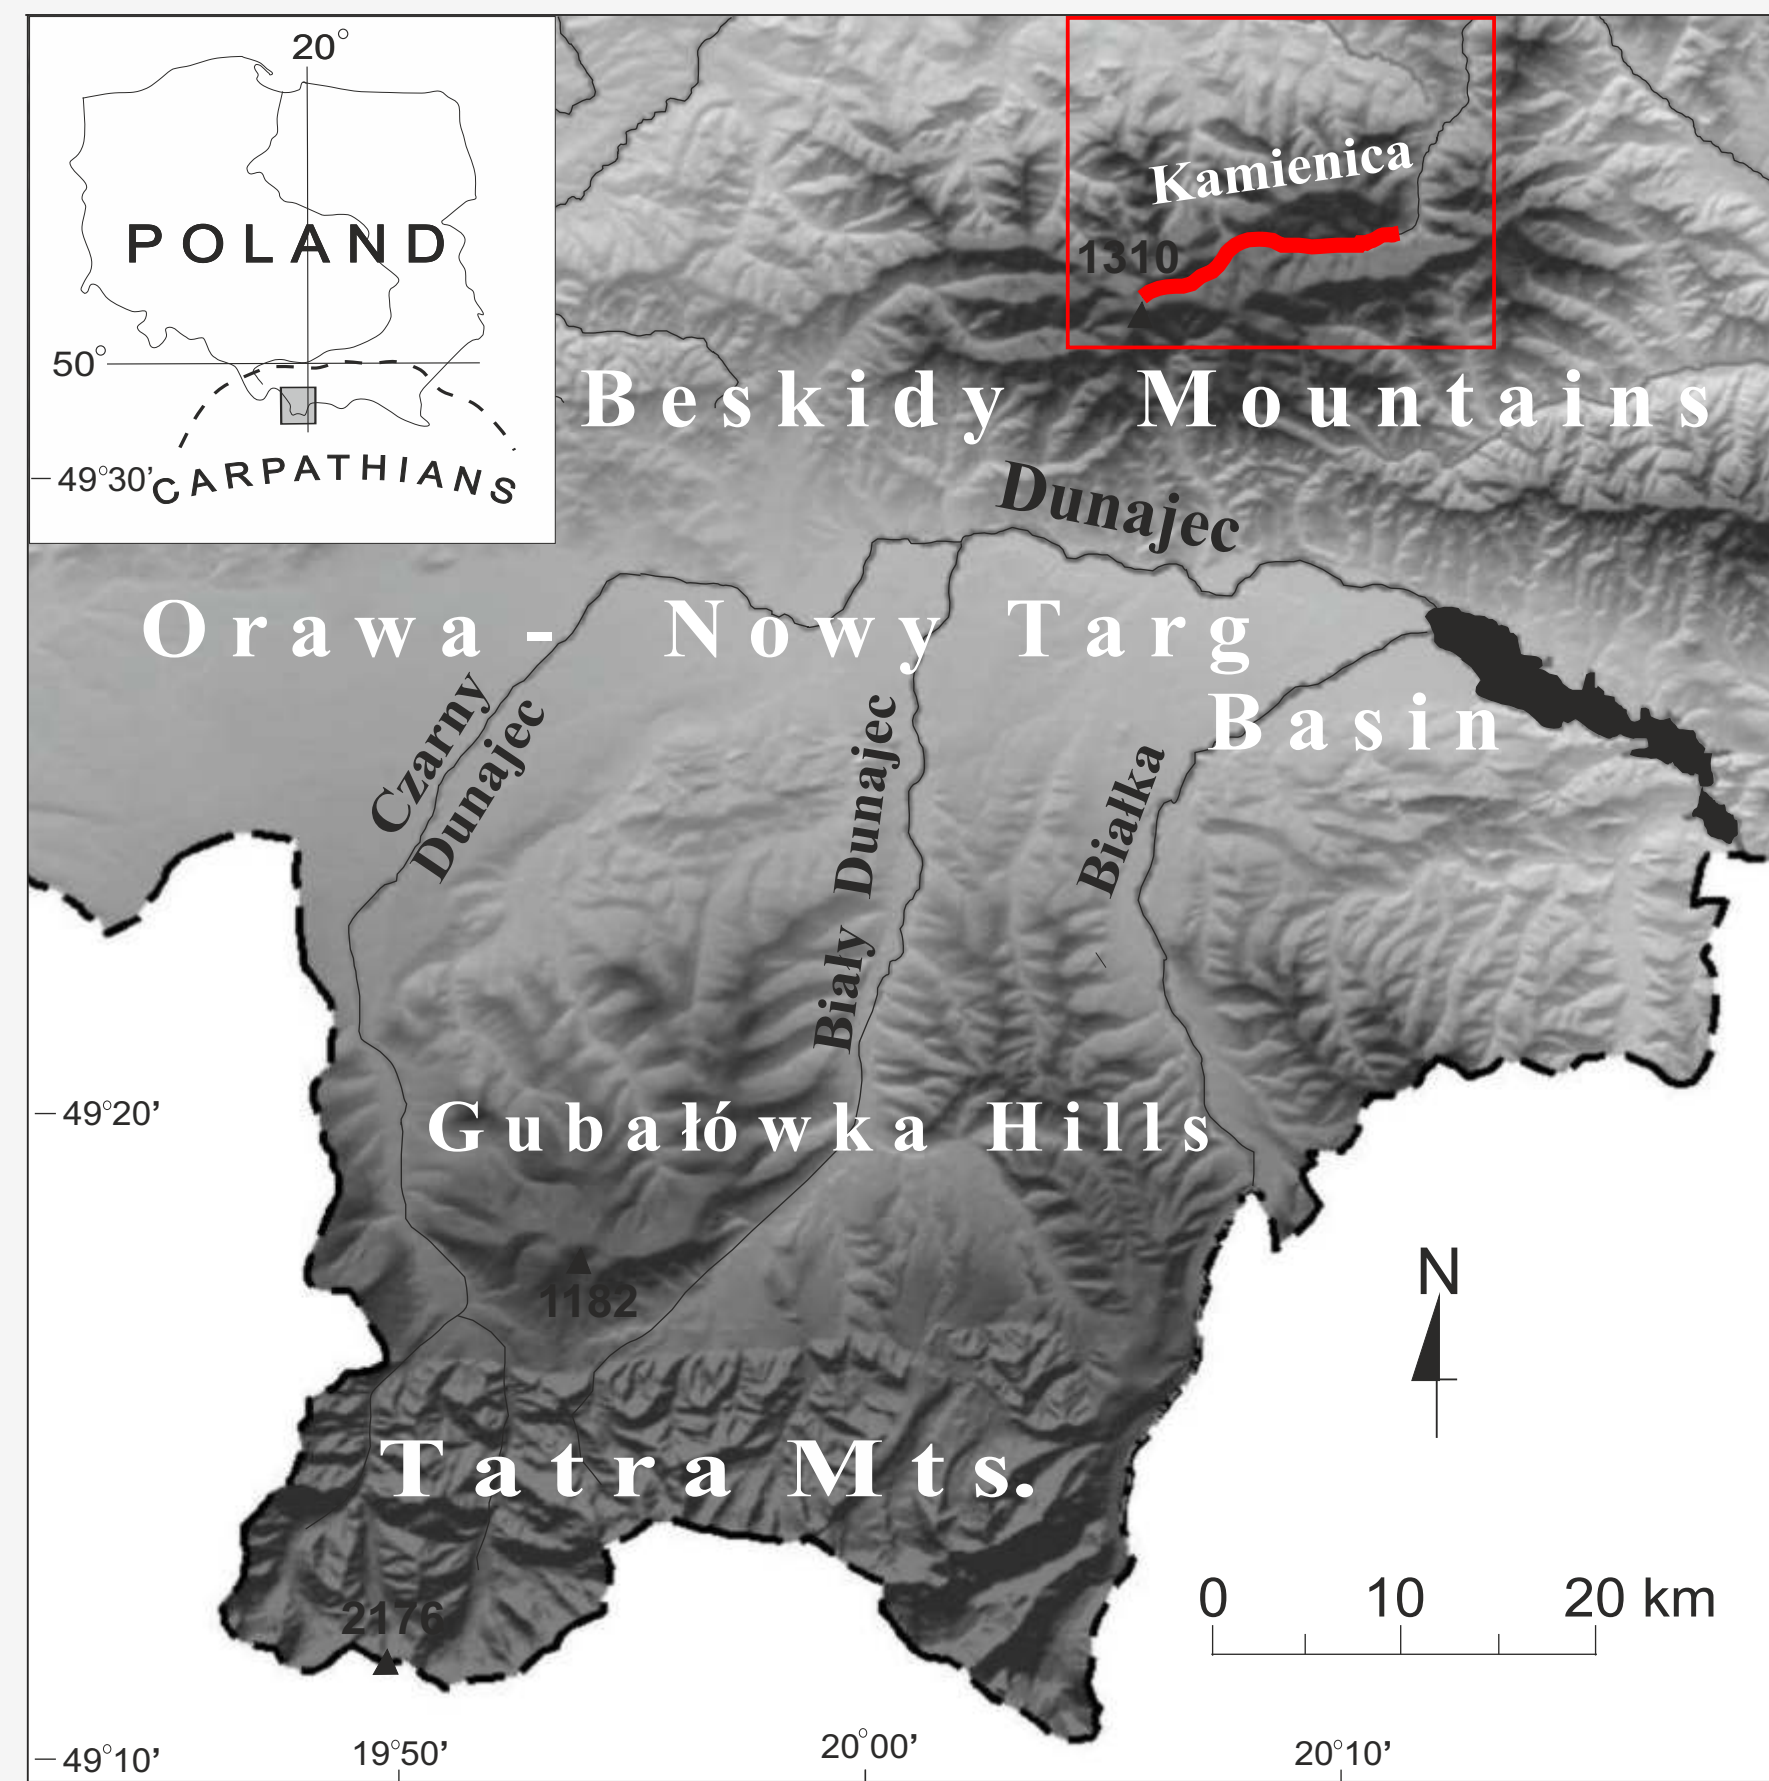 20°
POLAND
50°
CARPATHIANS
49°30'
Kamienica
1310
Beskidy Mountains
Dunajec
Orawa - Nowy Targ
Basin
Czarny
Dunajec
Biały Dunajec
Białka
49°20'
Gubałówka Hills
1182
N
Tatra Mts.
2176
0 10 20 km
49°10'
19°50' 20°00' 20°10'